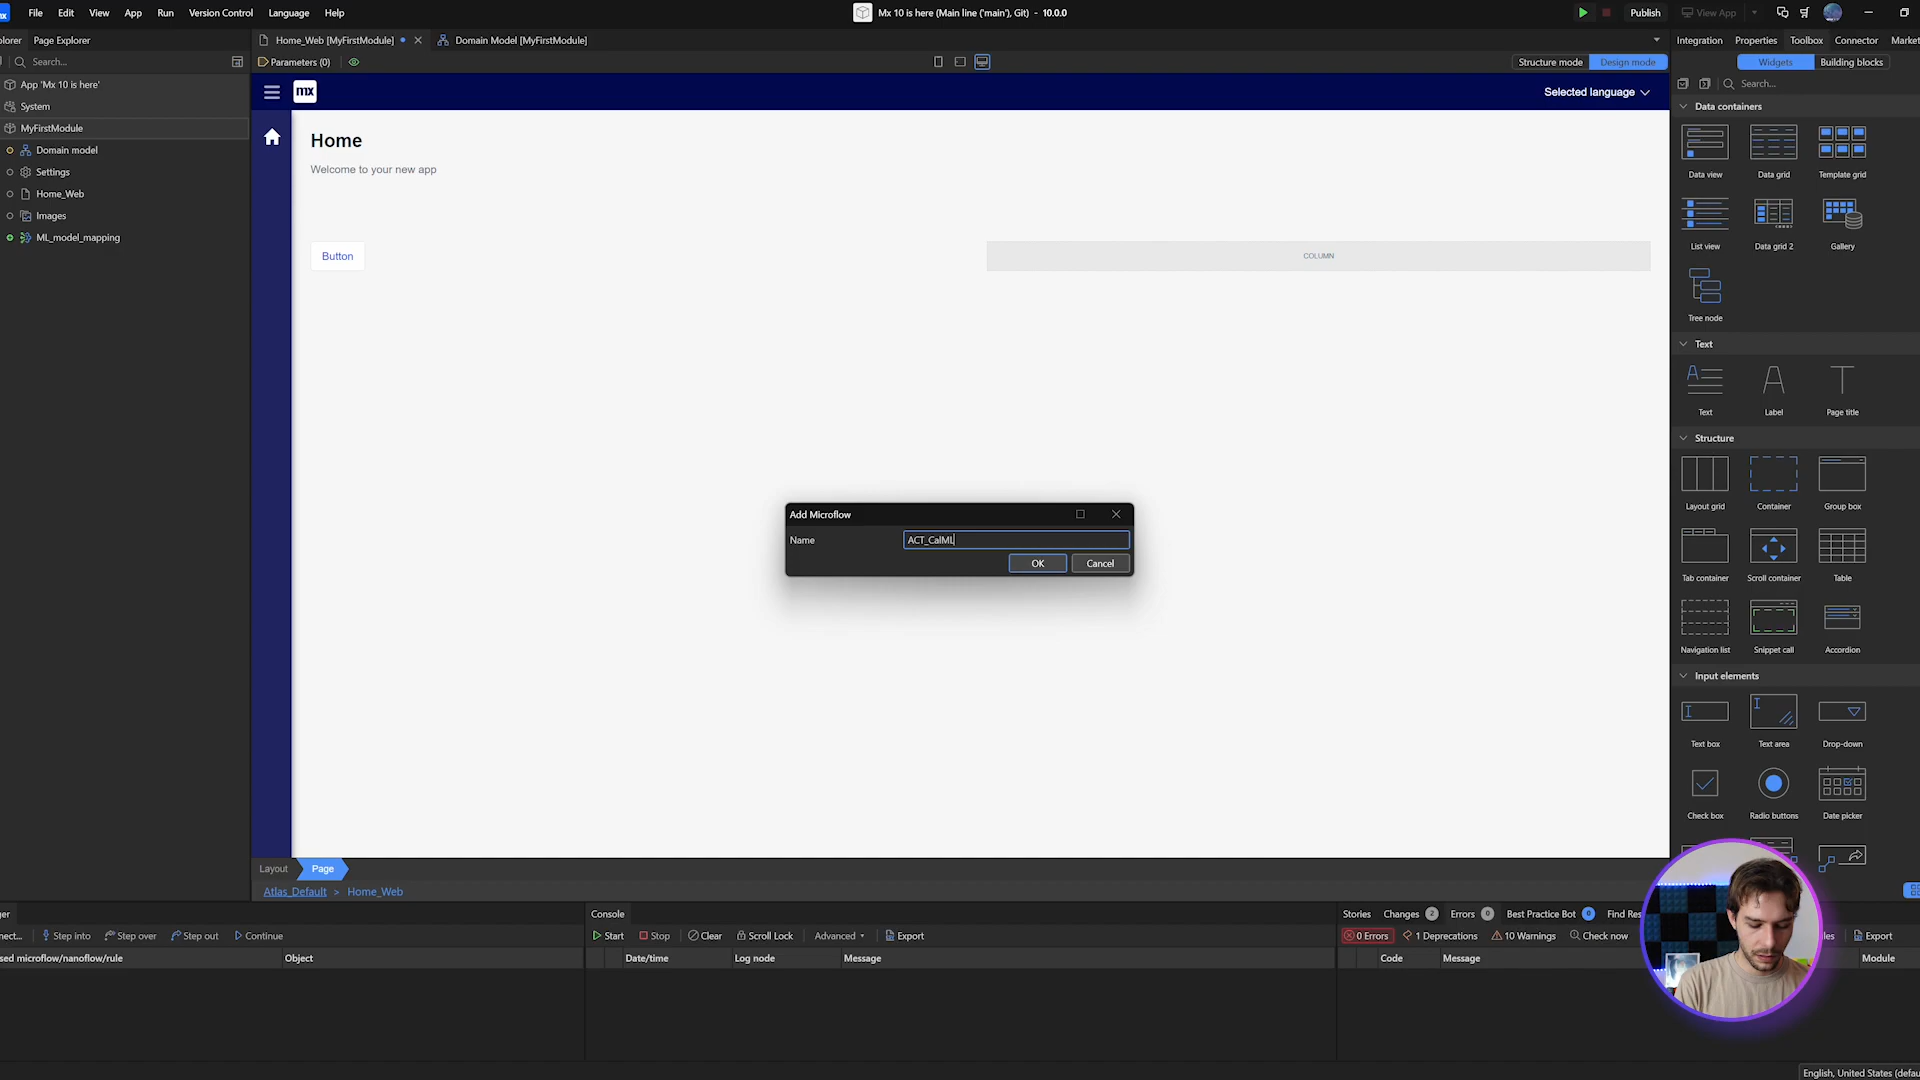 File Edit View App Run Version Control Language Help
Mx 10 is here (Main line ('main'), Git) - 10.0.0
Publish View App
Page Explorer
Home_Web [MyFirstModule]
Domain Model [MyFirstModule]
Integration Properties Toolbox Connector
Search...
Parameters (0)
Structure mode Design mode
Widgets Building blocks
App 'Mx 10 is here'
System
MyFirstModule
Domain model
Settings
Home_Web
Images
ML_model_mapping
mx
Selected language
Home
Welcome to your new app
Button
COLUMN
Add Microflow
Name ACT_CalML
OK Cancel
Search...
Data containers
Data view Data grid Template grid
List view Data grid 2 Gallery
Tree node
Text
Text Label Page title
Structure
Layout grid Container Group box
Tab container Scroll container Table
Navigation list Snippet call Accordion
Input elements
Text box Text area Drop-down
Check box Radio buttons Date picker
Layout Page
Atlas_Default > Home_Web
Step into Step over Step out Continue
Object
Console
Start Stop Clear Scroll Lock Advanced Export
Date/time Log node Message
Stories Changes 2 Errors 0 Best Practice Bot 0 Find Res
0 Errors 1 Deprecations 10 Warnings Check now
Export
Code Message Module
English, United States (defau